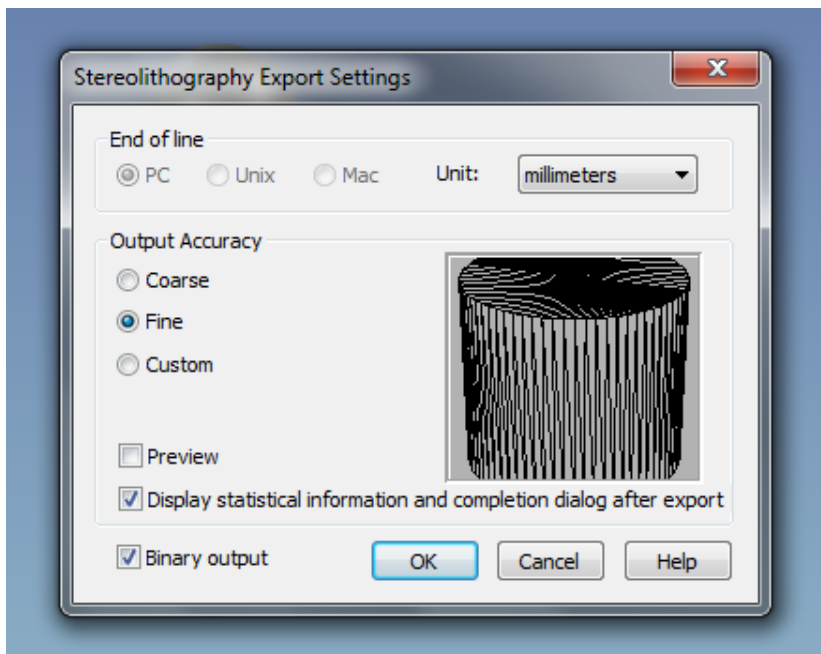 Stereolithography Export Settings
End of line
PC Unix Mac Unit: millimeters
Output Accuracy
Coarse
Fine
Custom
Preview
Display statistical information and completion dialog after export
Binary output OK Cancel Help